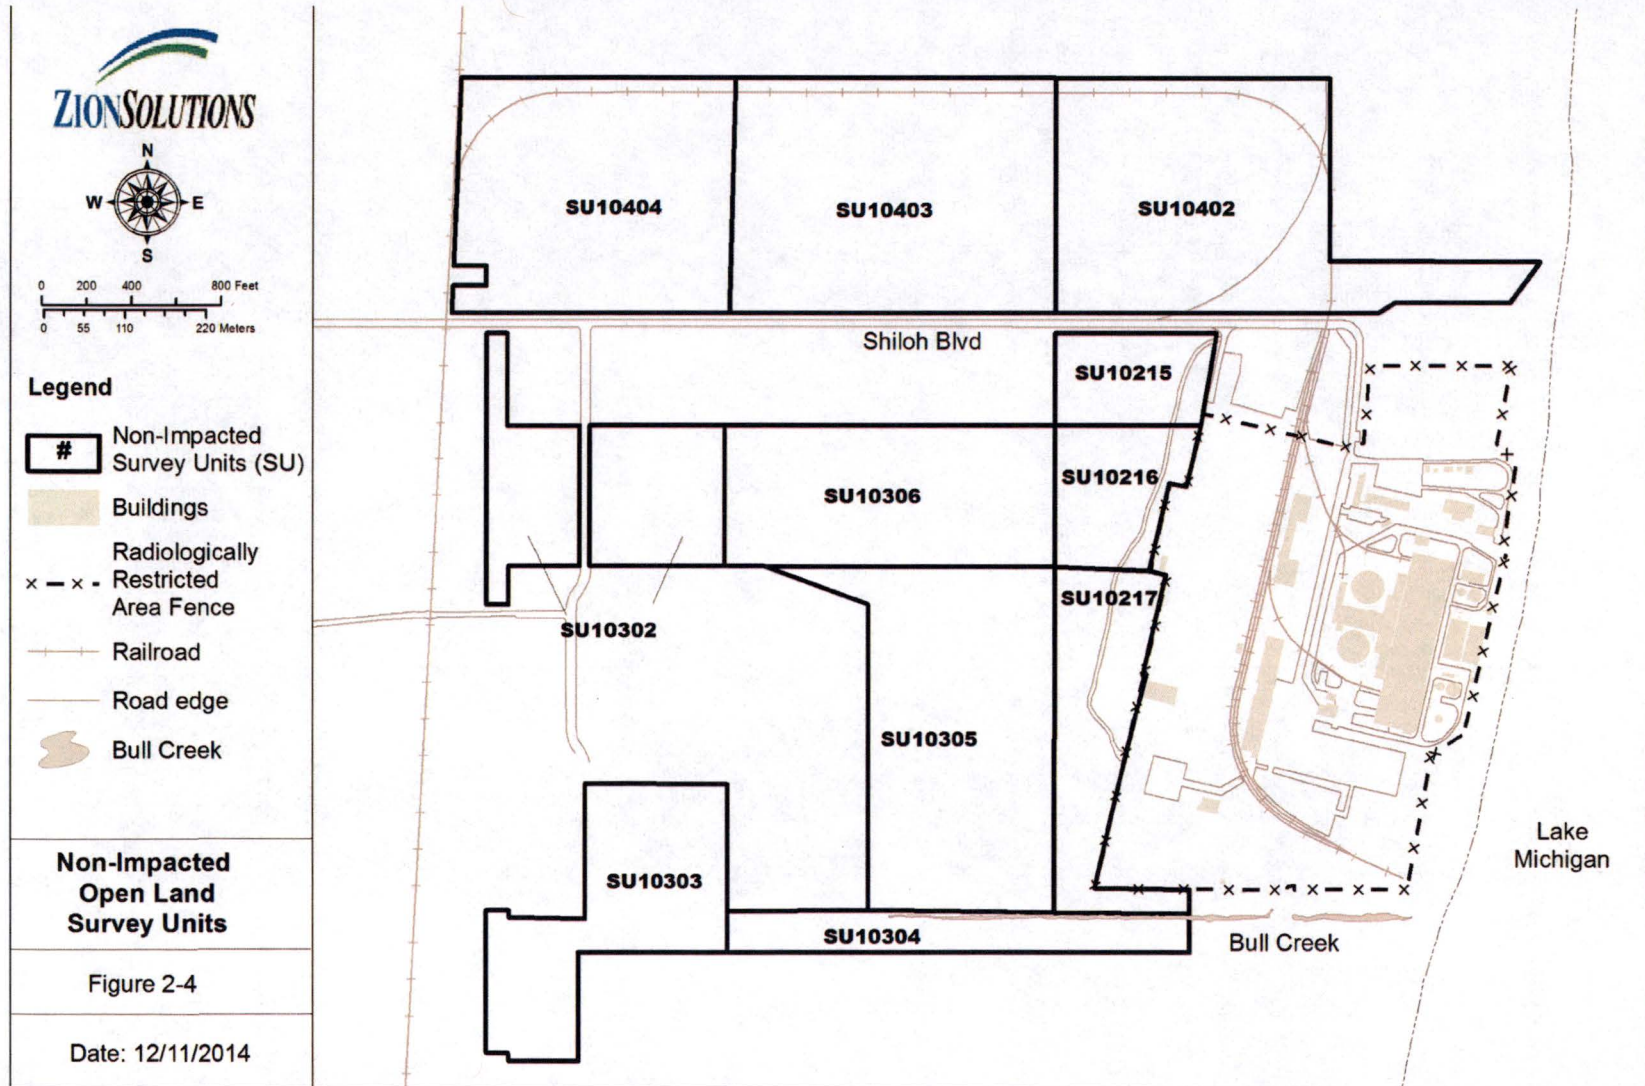 ZIONSOLUTIONS
N
W E
S
0 200 400 800 Feet
0 55 110 220 Meters
Legend
# Non-Impacted
Survey Units (SU)
Buildings
Radiologically
Restricted
Area Fence
Railroad
Road edge
Bull Creek
Non-Impacted
Open Land
Survey Units
Figure 2-4
Date: 12/11/2014
SU10404
SU10403
SU10402
Shiloh Blvd
SU10215
SU10216
SU10306
SU10217
SU10302
SU10305
SU10303
SU10304
Bull Creek
Lake
Michigan